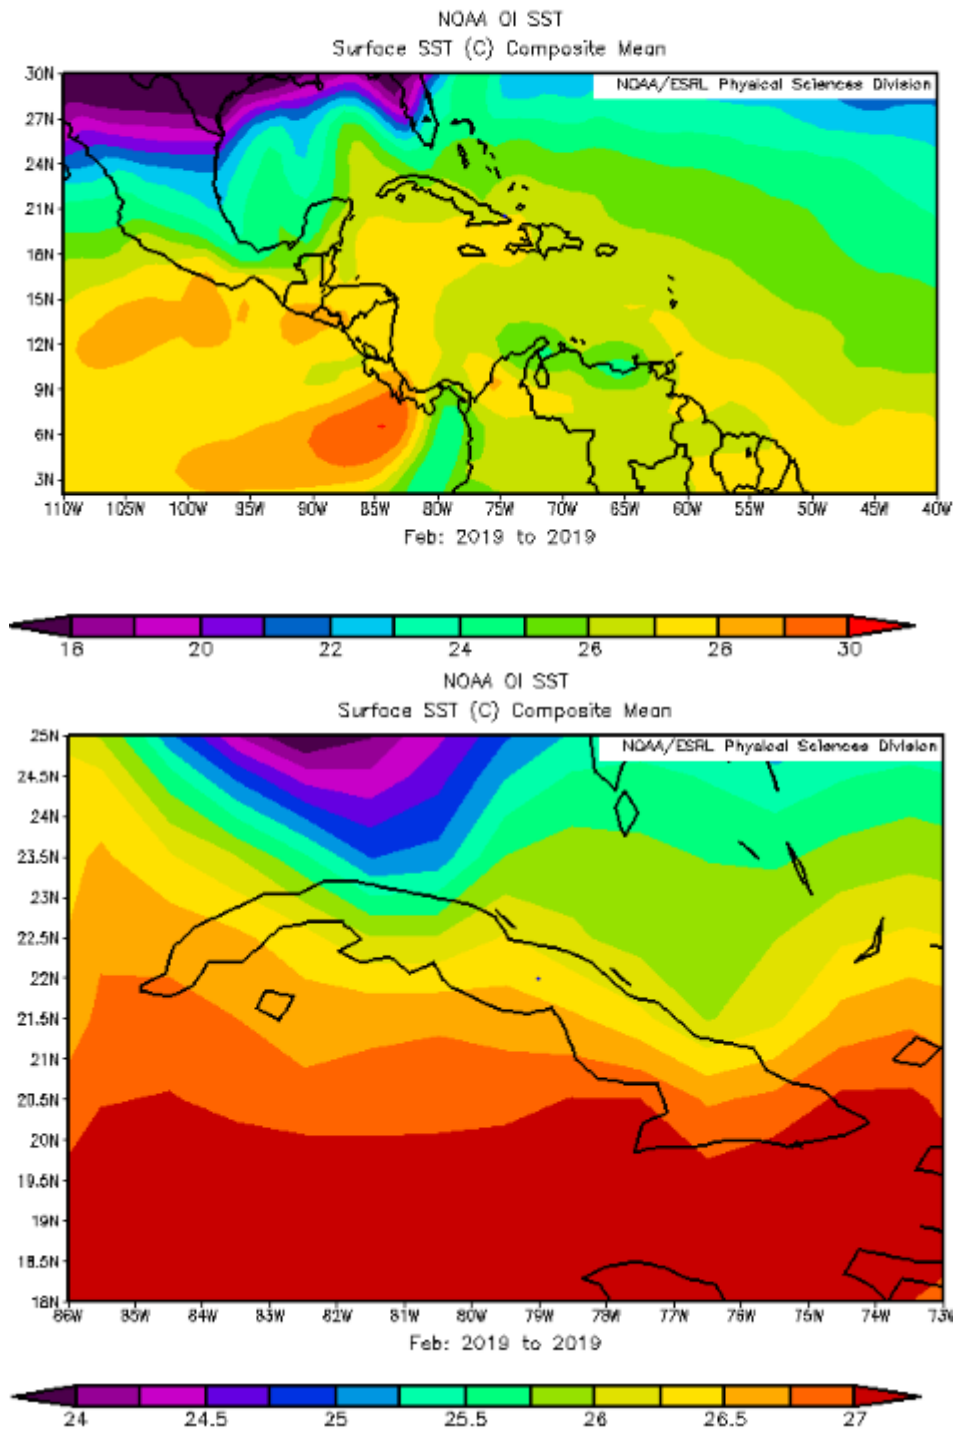 NOAA OI SST
Surface SST (C) Composite Mean
NOAA/ESRL Physical Sciences Division
30N
27N
24N
21N
18N
15N
12N
9N
6N
3N
110W 105W 100W 95W 90W 85W 80W 75W 70W 65W 60W 55W 50W 45W 40W
Feb: 2019 to 2019
18 20 22 24 26 28 30
NOAA OI SST
Surface SST (C) Composite Mean
NOAA/ESRL Physical Sciences Division
25N
24.5N
24N
23.5N
23N
22.5N
22N
21.5N
21N
20.5N
20N
19.5N
19N
18.5N
18N
86W 85W 84W 83W 82W 81W 80W 79W 78W 77W 76W 75W 74W 73W
Feb: 2019 to 2019
24 24.5 25 25.5 26 26.5 27